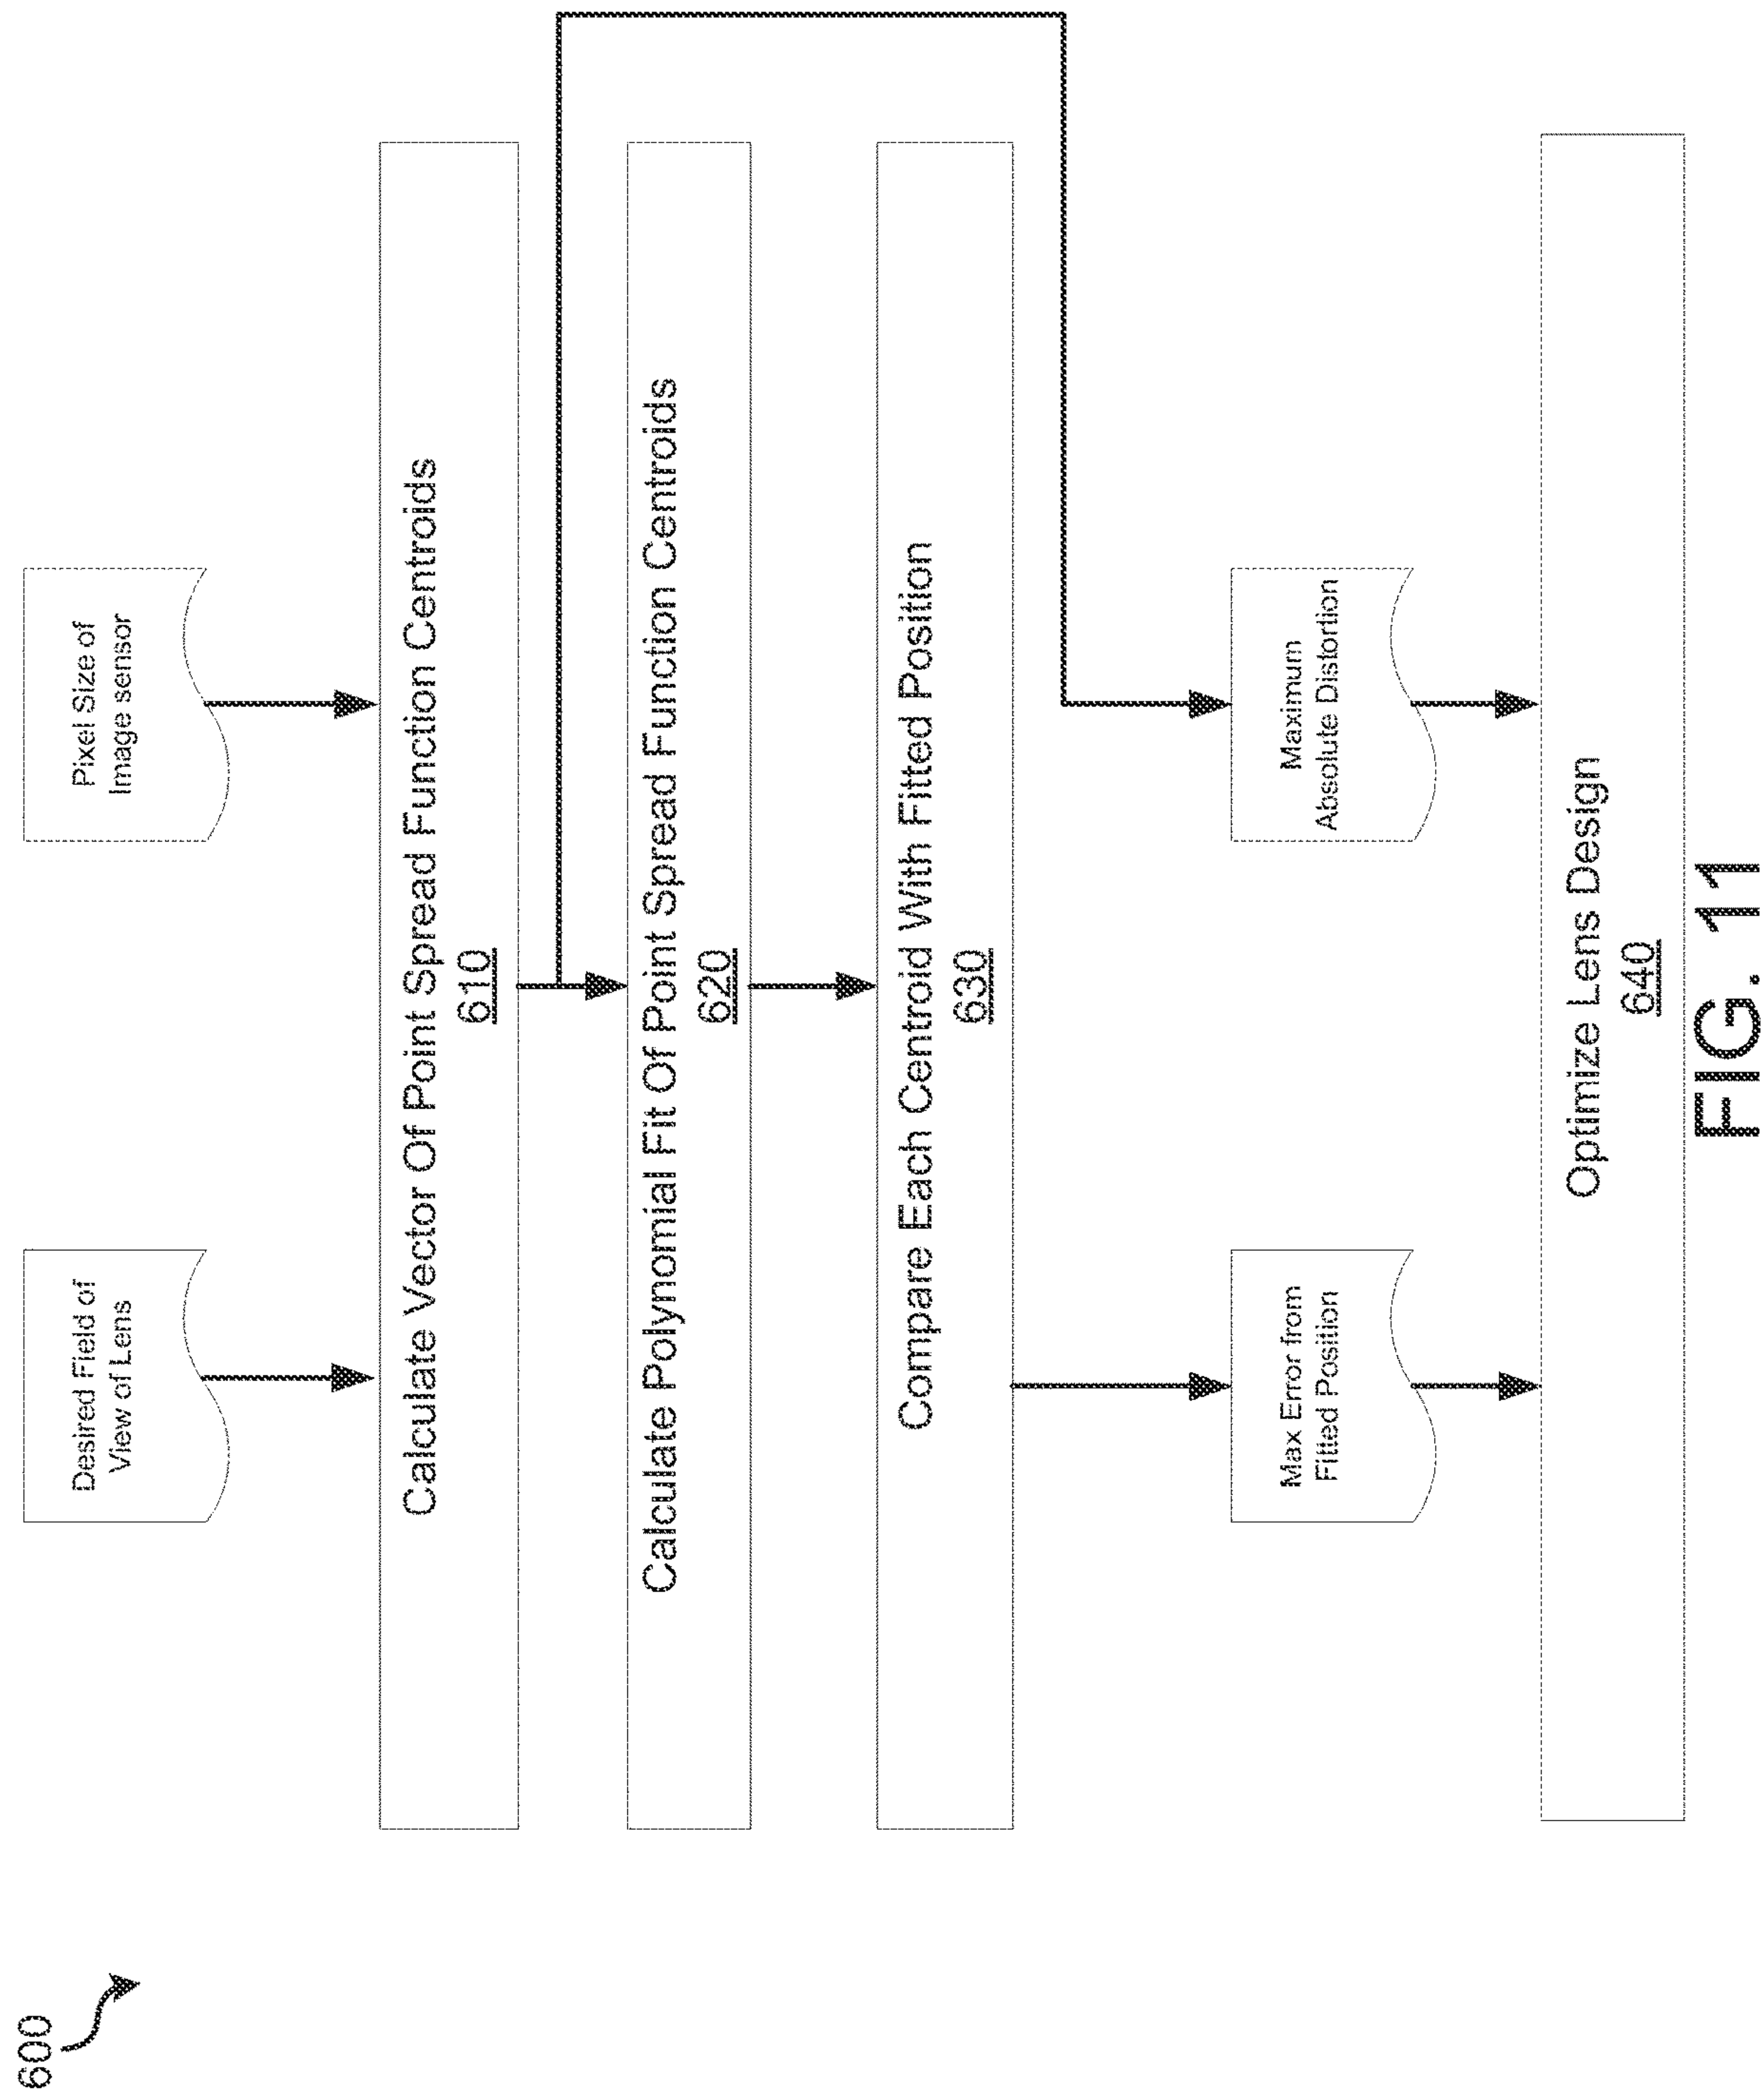 600
Desired Field of
View of Lens
Pixel Size of
Image sensor
Calculate Vector Of Point Spread Function Centroids
610
Calculate Polynomial Fit Of Point Spread Function Centroids
620
Compare Each Centroid With Fitted Position
630
Max Error from
Fitted Position
Maximum
Absolute Distortion
Optimize Lens Design
640
FIG. 11